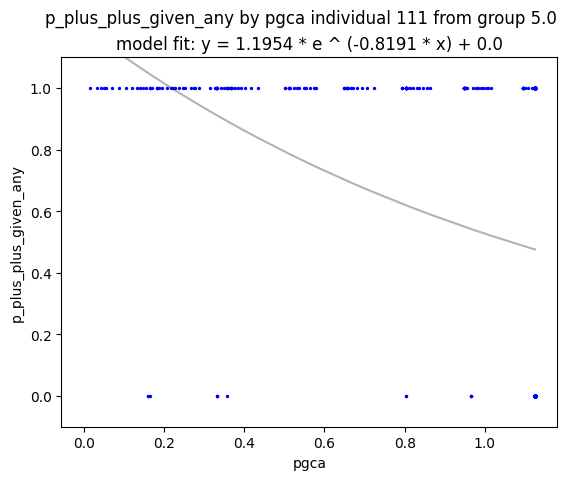 p_plus_plus_given_any by pgca individual 111 from group 5.0
model fit: y = 1.1954 * e ^ (-0.8191 * x) + 0.0
1.0
0.8
0.6
0.4
0.2
0.0
p_plus_plus_given_any
0.0 0.2 0.4 0.6 0.8 1.0
pgca